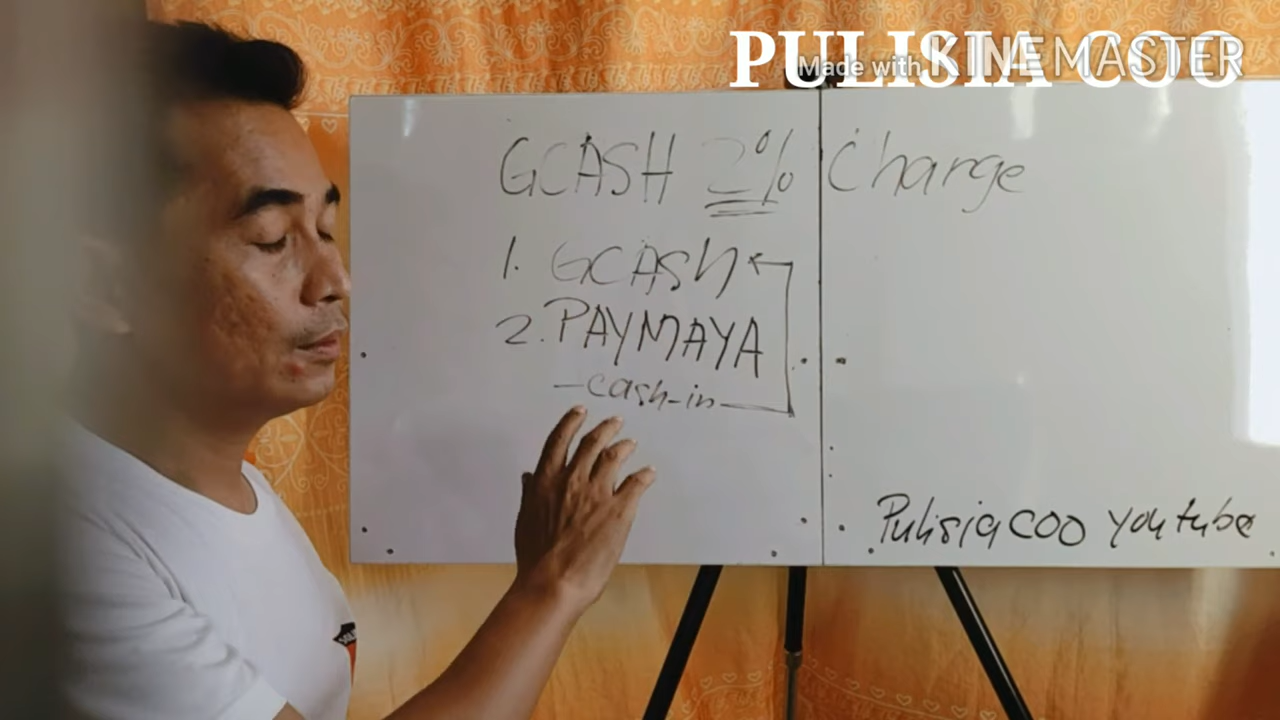 PULISIA COO
Made with KINEMASTER
GCASH 2% Charge
1. GCASH
2. PAYMAYA
-cash-in
Pulisia COO youtube